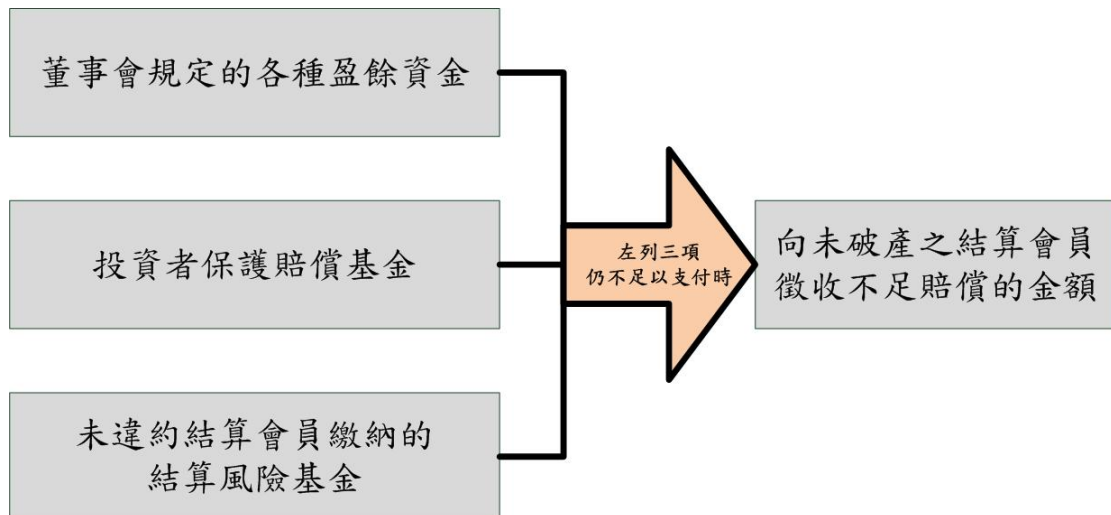 董事會規定的各種盈餘資金
投資者保護賠償基金
未違約結算會員繳納的
結算風險基金
左列三項
仍不足以支付時
向未破產之結算會員
徵收不足賠償的金額